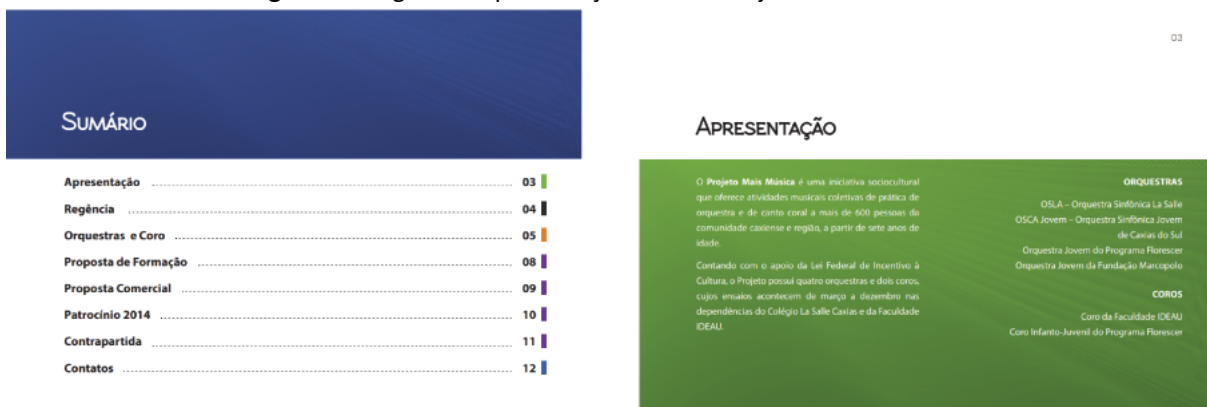 SUMÁRIO
Apresentação 03
Regência 04
Orquestras e Coro 05
Proposta de Formação 08
Proposta Comercial 09
Patrocínio 2014 10
Contrapartida 11
Contatos 12
03
APRESENTAÇÃO
O Projeto Mais Música é uma iniciativa sociocultural
que oferece atividades musicais coletivas de prática de
orquestra e de canto coral a mais de 600 pessoas da
comunidade caxiense e região, a partir de sete anos de
idade.
Contando com o apoio da Lei Federal de Incentivo à
Cultura, o Projeto possui quatro orquestras e dois coros,
cujos ensaios acontecem de março a dezembro nas
dependências do Colégio La Salle Caxias e da Faculdade
IDEAU.
ORQUESTRAS
OSLA – Orquestra Sinfônica La Salle
OSCA Jovem – Orquestra Sinfônica Jovem
de Caxias do Sul
Orquestra Jovem do Programa Florescer
Orquestra Jovem da Fundação Marcopolo
COROS
Coro da Faculdade IDEAU
Coro Infanto-Juvenil do Programa Florescer